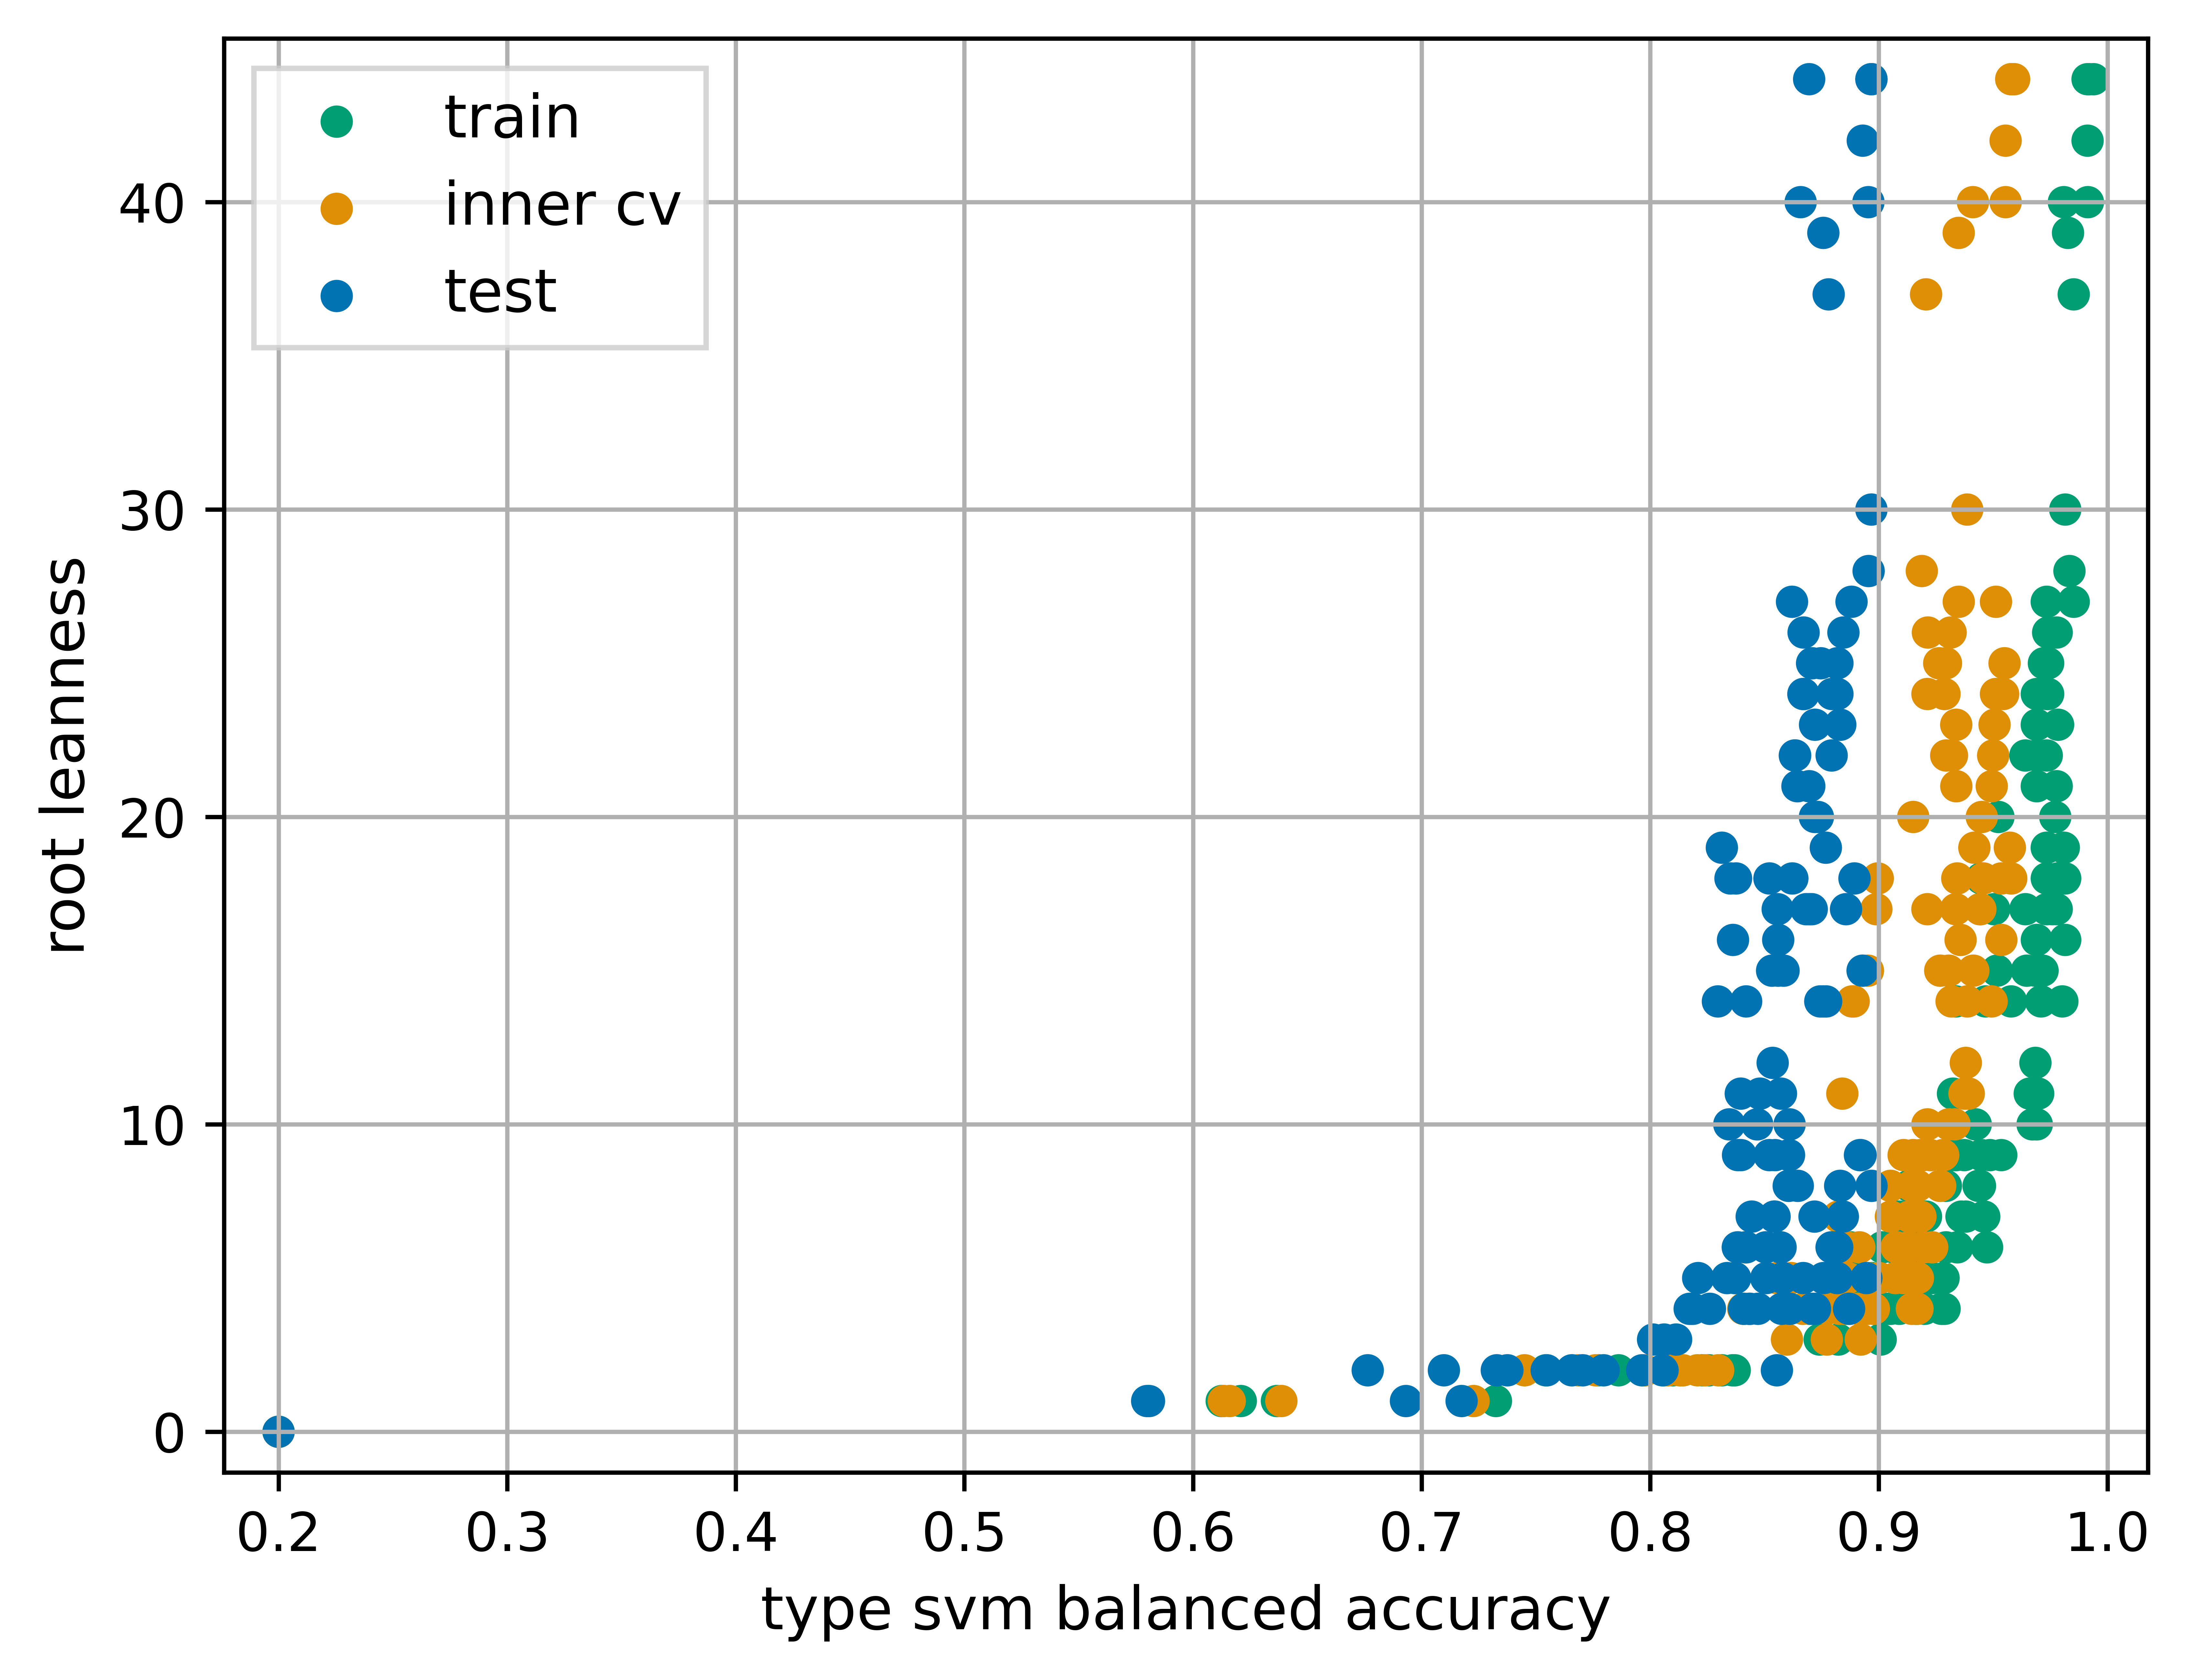 train
inner cv
test
40
30
20
10
0
root leanness
0.2 0.3 0.4 0.5 0.6 0.7 0.8 0.9 1.0
type svm balanced accuracy